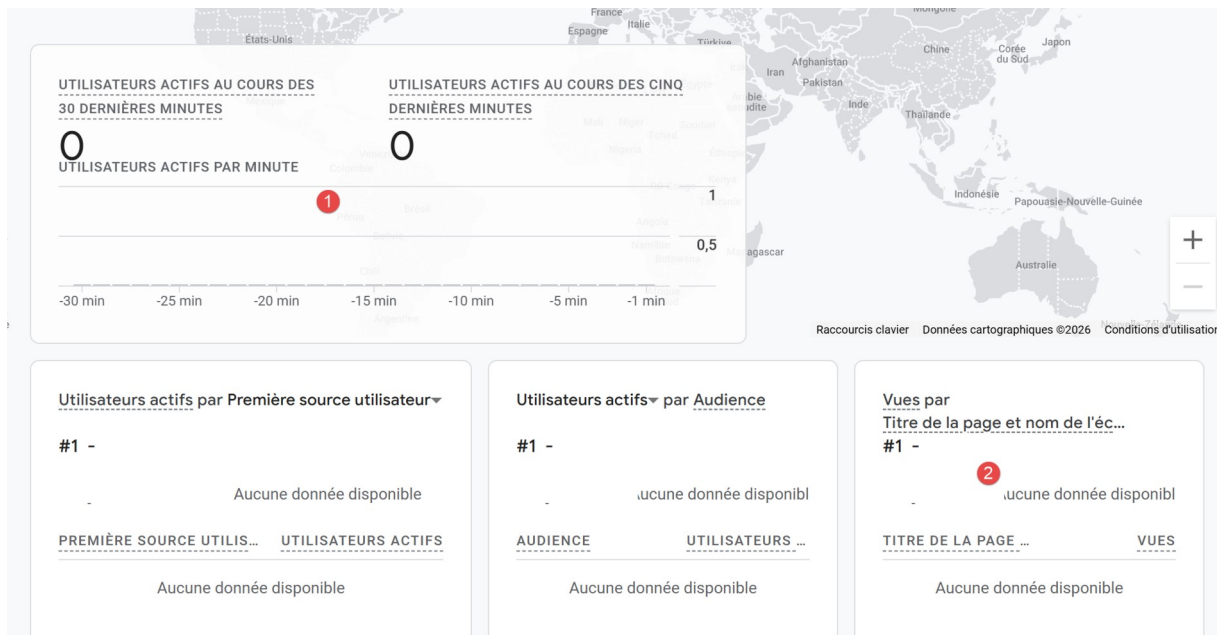 Mongolie
France
Italie
Espagne
Türkiye
États-Unis
Chine
Corée du Sud
Japon
Afghanistan
Iran
Pakistan
Inde
Thaïlande
Indonésie
Papouasie-Nouvelle-Guinée
Australie
UTILISATEURS ACTIFS AU COURS DES
30 DERNIÈRES MINUTES
0
UTILISATEURS ACTIFS AU COURS DES CINQ
DERNIÈRES MINUTES
0
UTILISATEURS ACTIFS PAR MINUTE
1
1
0,5
-30 min -25 min -20 min -15 min -10 min -5 min -1 min
Mali Niger
Nigeria
Brésil
Angola
agascar
+
−
Raccourcis clavier Données cartographiques ©2026 Conditions d'utilisation
Utilisateurs actifs par Première source utilisateur
#1 -
- Aucune donnée disponible
PREMIÈRE SOURCE UTILIS… UTILISATEURS ACTIFS
Aucune donnée disponible
Utilisateurs actifs par Audience
#1 -
- ucune donnée disponibl
AUDIENCE UTILISATEURS …
Aucune donnée disponible
Vues par
Titre de la page et nom de l'éc…
#1 -
2
- ucune donnée disponibl
TITRE DE LA PAGE … VUES
Aucune donnée disponible